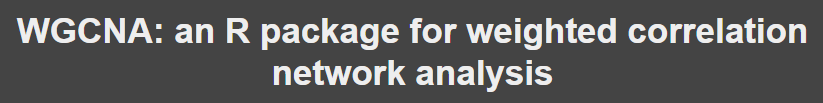 WGCNA: an R package for weighted correlation
network analysis